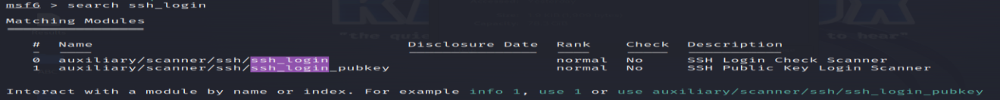 msf6 > search ssh_login
Matching Modules
# Name Disclosure Date Rank Check Description
0 auxiliary/scanner/ssh/ssh_login normal No SSH Login Check Scanner
1 auxiliary/scanner/ssh/ssh_login_pubkey normal No SSH Public Key Login Scanner
Interact with a module by name or index. For example info 1, use 1 or use auxiliary/scanner/ssh/ssh_login_pubkey